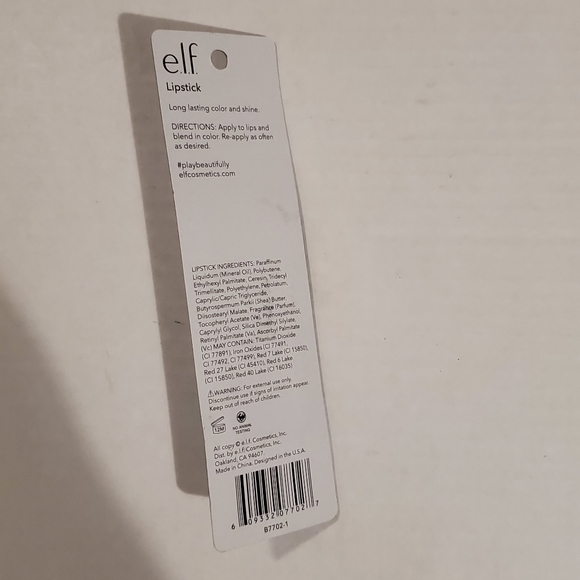 e.l.f.
Lipstick
Long lasting color and shine.
DIRECTIONS: Apply to lips and
blend in color. Re-apply as often
as desired.
#playbeautifully
elfcosmetics.com
LIPSTICK INGREDIENTS: Paraffinum
Liquidum (Mineral Oil), Polybutene,
Ethylhexyl Palmitate, Ceresin, Tridecyl
Trimellitate, Polyethylene, Petrolatum,
Caprylic/Capric Triglyceride,
Butyrospermum Parkii (Shea) Butter,
Diisostearyl Malate, Fragrance (Parfum),
Tocopheryl Acetate (Ve), Phenoxyethanol,
Caprylyl Glycol, Silica Dimethyl Silylate,
Retinyl Palmitate (Va), Ascorbyl Palmitate
(Vc) MAY CONTAIN: Titanium Dioxide
(CI 77891), Iron Oxides (CI 77491,
CI 77492, CI 77499), Red 7 Lake (CI 15850),
Red 27 Lake (CI 45410), Red 6 Lake
(CI 15850), Red 40 Lake (CI 16035)
⚠WARNING: For external use only.
Discontinue use if signs of irritation appear.
Keep out of reach of children.
12M
NO ANIMAL
TESTING
All copy © e.l.f. Cosmetics, Inc.
Dist. by e.l.f. Cosmetics, Inc.
Oakland, CA 94607
Made in China. Designed in the U.S.A.
6 09332 07702 7
B7702-1